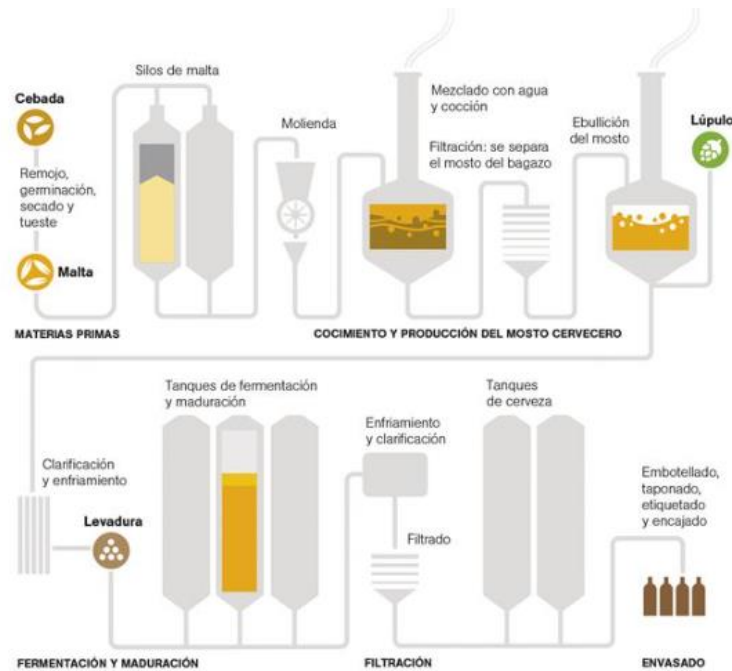 Silos de malta
Cebada
Remojo,
germinación,
secado y
tueste
Malta
Molienda
Mezclado con agua
y cocción
Filtración: se separa
el mosto del bagazo
Ebullición
del mosto
Lúpulo
MATERIAS PRIMAS
COCIMIENTO Y PRODUCCIÓN DEL MOSTO CERVECERO
Clarificación
y enfriamiento
Levadura
Tanques de fermentación
y maduración
Enfriamiento
y clarificación
Filtrado
Tanques
de cerveza
Embotellado,
taponado,
etiquetado
y encajado
FERMENTACIÓN Y MADURACIÓN
FILTRACIÓN
ENVASADO